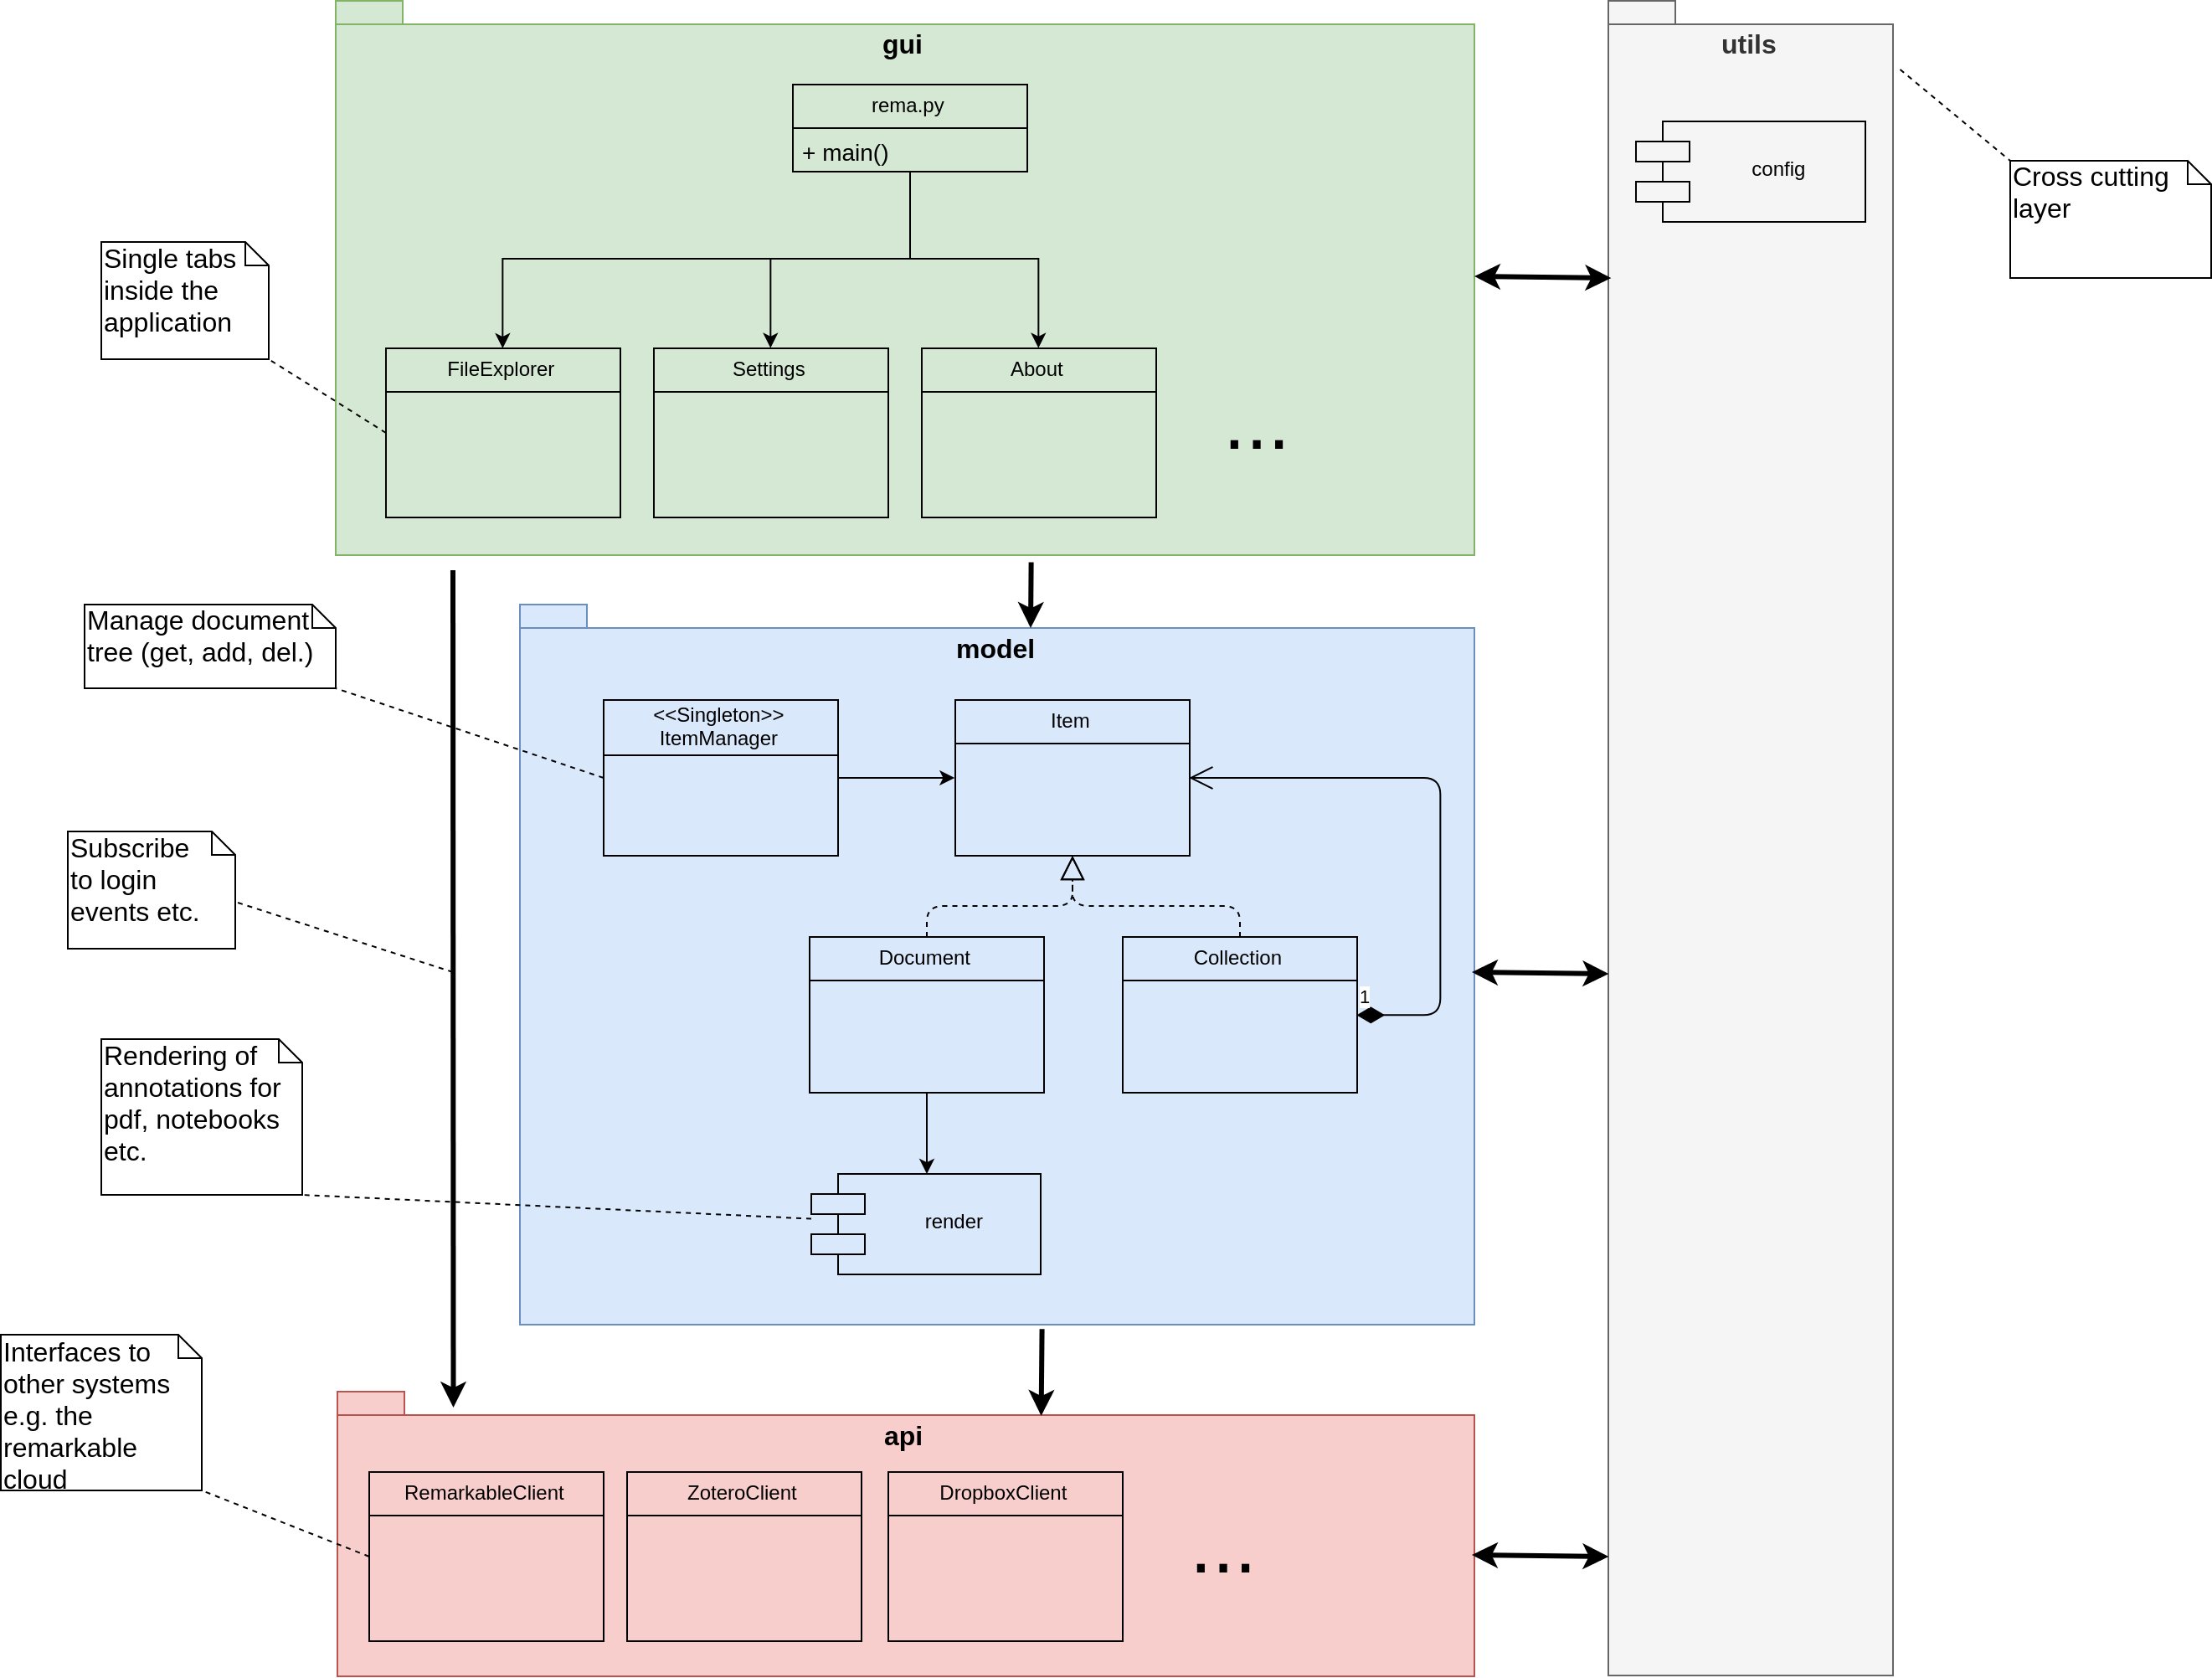 gui
utils
rema.py
+ main()
config
Cross cutting
layer
Single tabs
inside the
application
FileExplorer
Settings
About
...
Manage document
tree (get, add, del.)
model
<<Singleton>>
ItemManager
Item
Subscribe
to login
events etc.
Document
Collection
1
Rendering of
annotations for
pdf, notebooks
etc.
render
Interfaces to
other systems
e.g. the
remarkable
cloud
api
RemarkableClient
ZoteroClient
DropboxClient
...